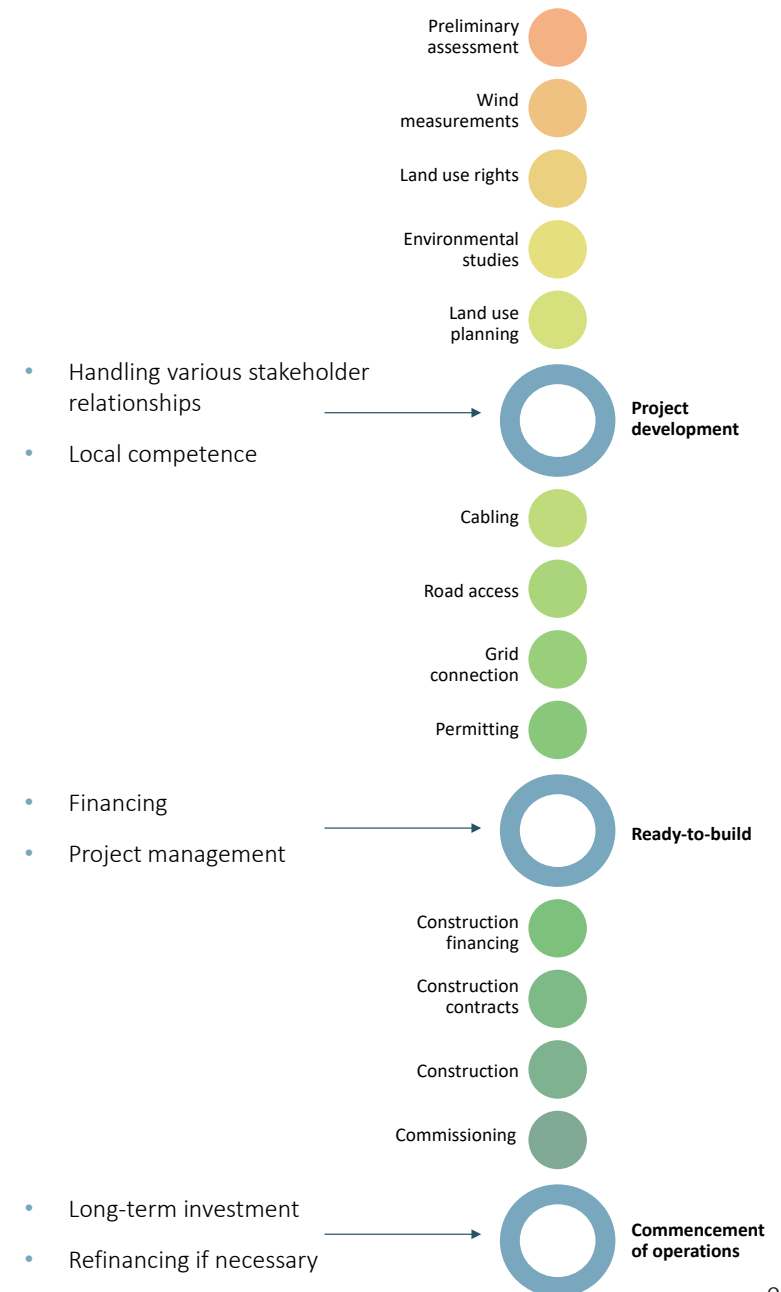 Preliminary
assessment
Wind
measurements
Land use rights
Environmental
studies
Land use
planning
• Handling various stakeholder
relationships
• Local competence
Project
development
Cabling
Road access
Grid
connection
Permitting
• Financing
• Project management
Ready-to-build
Construction
financing
Construction
contracts
Construction
Commissioning
• Long-term investment
• Refinancing if necessary
Commencement
of operations